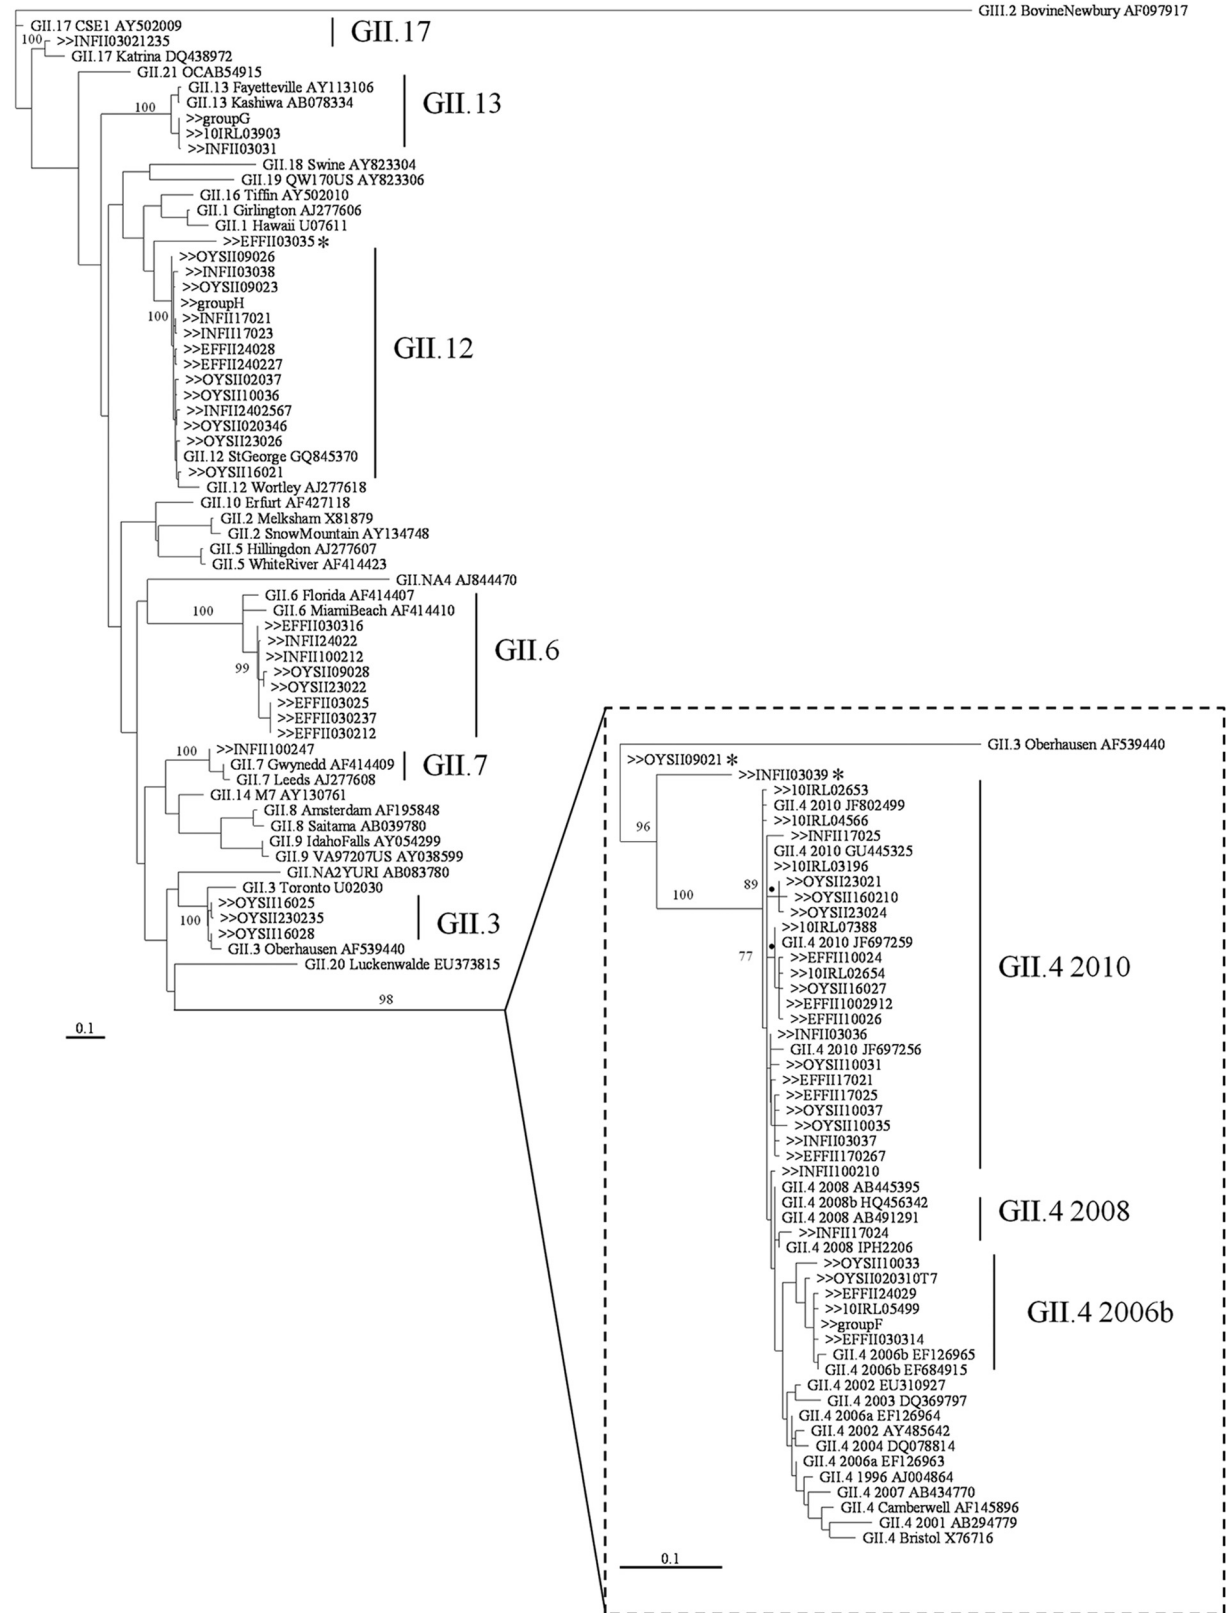 GIII.2 BovineNewbury AF097917
GII.17 CSE1 AY502009
100
>>INFII03021235
GII.17 Katrina DQ438972
GII.17
GII.21 OCAB54915
GII.13 Fayetteville AY113106
GII.13 Kashiwa AB078334
100
>>groupG
>>10IRL03903
>>INFII03031
GII.13
GII.18 Swine AY823304
GII.19 QW170US AY823306
GII.16 Tiffin AY502010
GII.1 Girlington AJ277606
GII.1 Hawaii U07611
>>EFFII03035 *
>>OYSII09026
>>INFII03038
>>OYSII09023
>>groupH
100
>>INFII17021
>>INFII17023
>>EFFII24028
>>EFFII240227
>>OYSII02037
>>OYSII10036
>>INFII2402567
>>OYSII020346
>>OYSII23026
GII.12 StGeorge GQ845370
>>OYSII16021
GII.12 Wortley AJ277618
GII.12
GII.10 Erfurt AF427118
GII.2 Melksham X81879
GII.2 SnowMountain AY134748
GII.5 Hillingdon AJ277607
GII.5 WhiteRiver AF414423
GII.NA4 AJ844470
GII.6 Florida AF414407
100
GII.6 MiamiBeach AF414410
>>EFFII030316
>>INFII24022
>>INFII100212
99
>>OYSII09028
>>OYSII23022
>>EFFII03025
>>EFFII030237
>>EFFII030212
GII.6
100
>>INFII100247
GII.7 Gwynedd AF414409
GII.7 Leeds AJ277608
GII.7
GII.14 M7 AY130761
GII.8 Amsterdam AF195848
GII.8 Saitama AB039780
GII.9 IdahoFalls AY054299
GII.9 VA97207US AY038599
GII.NA2YURI AB083780
GII.3 Toronto U02030
>>OYSII16025
100
>>OYSII230235
>>OYSII16028
GII.3 Oberhausen AF539440
GII.3
GII.20 Luckenwalde EU373815
98
0.1
GII.3 Oberhausen AF539440
>>OYSII09021 *
>>INFII03039 *
96
>>10IRL02653
GII.4 2010 JF802499
>>10IRL04566
>>INFII17025
GII.4 2010 GU445325
>>10IRL03196
89
>>OYSII23021
100
>>OYSII160210
>>OYSII23024
>>10IRL07388
GII.4 2010 JF697259
77
>>EFFII10024
>>10IRL02654
>>OYSII16027
>>EFFII1002912
>>EFFII10026
>>INFII03036
GII.4 2010 JF697256
>>OYSII10031
>>EFFII17021
>>EFFII17025
>>OYSII10037
>>OYSII10035
>>INFII03037
>>EFFII170267
GII.4 2010
>>INFII100210
GII.4 2008 AB445395
GII.4 2008b HQ456342
GII.4 2008 AB491291
>>INFII17024
GII.4 2008 IPH2206
GII.4 2008
>>OYSII10033
>>OYSII020310T7
>>EFFII24029
>>10IRL05499
>>groupF
>>EFFII030314
GII.4 2006b EF126965
GII.4 2006b EF684915
GII.4 2006b
GII.4 2002 EU310927
GII.4 2003 DQ369797
GII.4 2006a EF126964
GII.4 2002 AY485642
GII.4 2004 DQ078814
GII.4 2006a EF126963
GII.4 1996 AJ004864
GII.4 2007 AB434770
GII.4 Camberwell AF145896
GII.4 2001 AB294779
GII.4 Bristol X76716
0.1